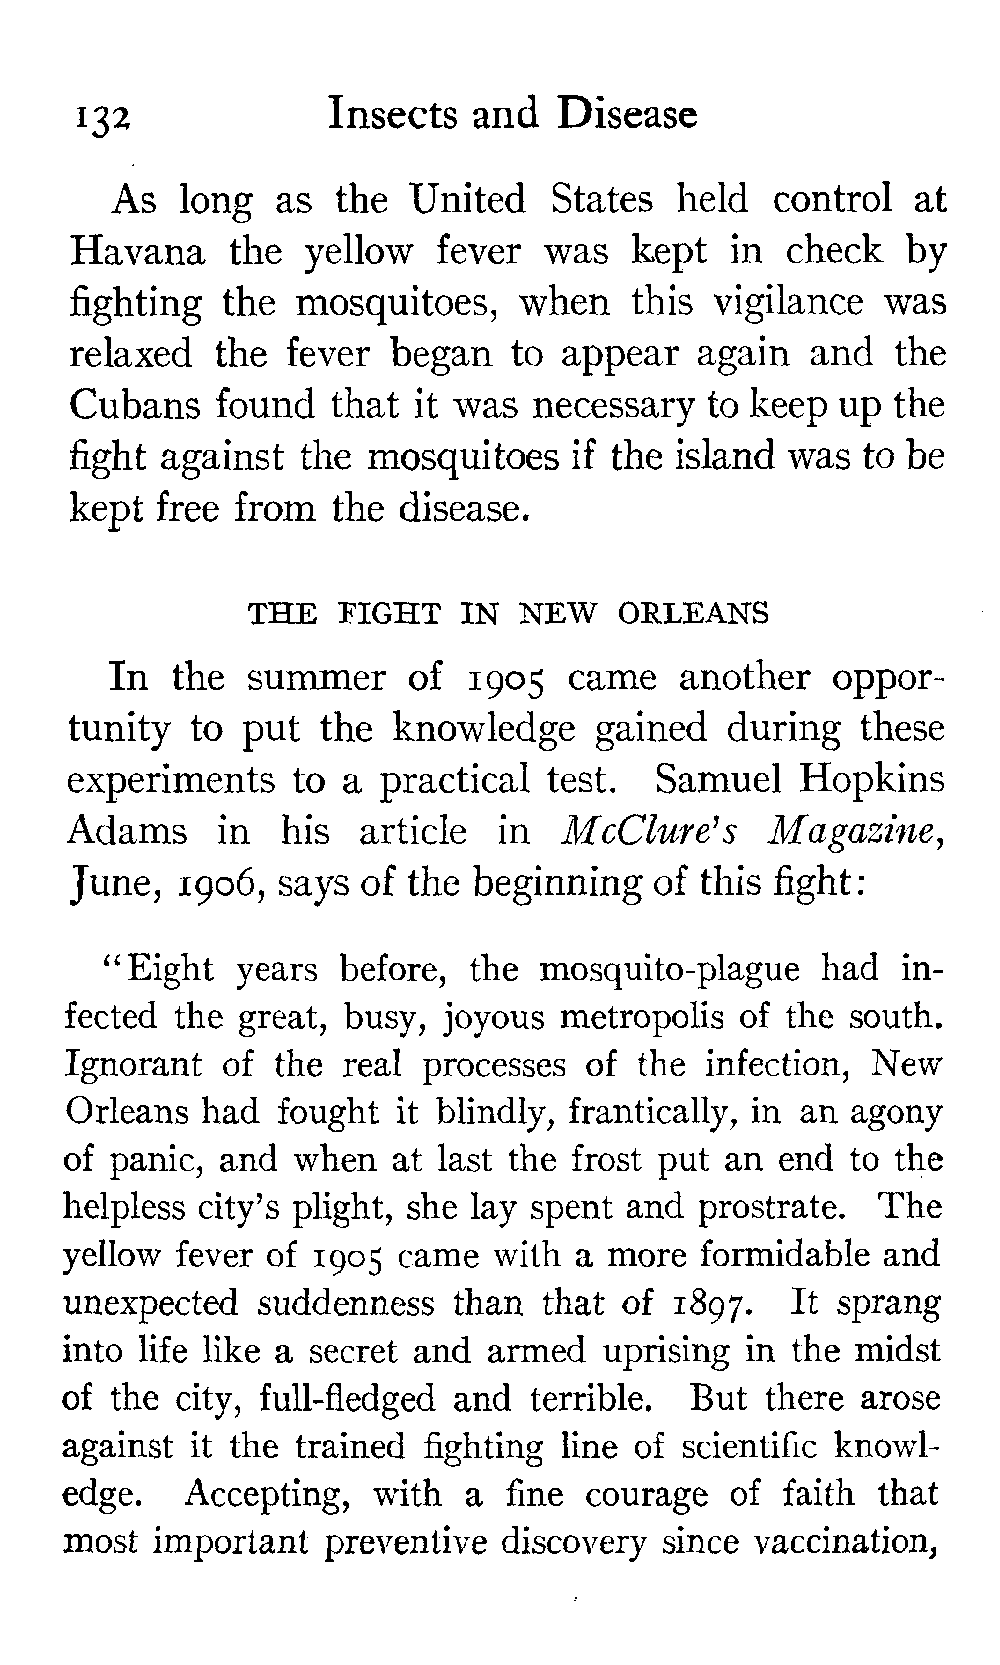 132 Insects and Disease
As long as the United States held control at
Havana the yellow fever was kept in check by
fighting the mosquitoes, when this vigilance was
relaxed the fever began to appear again and the
Cubans found that it was necessary to keep up the
fight against the mosquitoes if the island was to be
kept free from the disease.
THE FIGHT IN NEW ORLEANS
In the summer of 1905 came another oppor-
tunity to put the knowledge gained during these
experiments to a practical test. Samuel Hopkins
Adams in his article in McClure's Magazine,
June, 1906, says of the beginning of this fight:
"Eight years before, the mosquito-plague had in-
fected the great, busy, joyous metropolis of the south.
Ignorant of the real processes of the infection, New
Orleans had fought it blindly, frantically, in an agony
of panic, and when at last the frost put an end to the
helpless city's plight, she lay spent and prostrate. The
yellow fever of 1905 came with a more formidable and
unexpected suddenness than that of 1897. It sprang
into life like a secret and armed uprising in the midst
of the city, full-fledged and terrible. But there arose
against it the trained fighting line of scientific knowl-
edge. Accepting, with a fine courage of faith that
most important preventive discovery since vaccination,